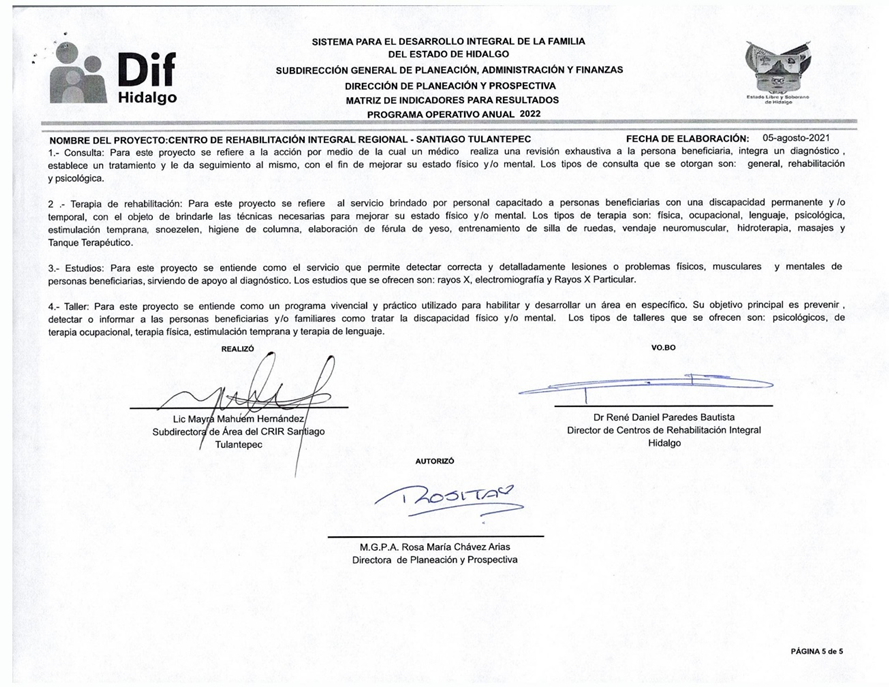 Dif
Hidalgo
SISTEMA PARA EL DESARROLLO INTEGRAL DE LA FAMILIA
DEL ESTADO DE HIDALGO
SUBDIRECCIÓN GENERAL DE PLANEACIÓN, ADMINISTRACIÓN Y FINANZAS
DIRECCIÓN DE PLANEACIÓN Y PROSPECTIVA
MATRIZ DE INDICADORES PARA RESULTADOS
PROGRAMA OPERATIVO ANUAL 2022
Estado Libre y Soberano
de Hidalgo
NOMBRE DEL PROYECTO:CENTRO DE REHABILITACIÓN INTEGRAL REGIONAL - SANTIAGO TULANTEPEC FECHA DE ELABORACIÓN: 05-agosto-2021
1.- Consulta: Para este proyecto se refiere a la acción por medio de la cual un médico realiza una revisión exhaustiva a la persona beneficiaria, integra un diagnóstico ,
establece un tratamiento y le da seguimiento al mismo, con el fin de mejorar su estado físico y/o mental. Los tipos de consulta que se otorgan son: general, rehabilitación
y psicológica.
2 .- Terapia de rehabilitación: Para este proyecto se refiere al servicio brindado por personal capacitado a personas beneficiarias con una discapacidad permanente y /o
temporal, con el objeto de brindarle las técnicas necesarias para mejorar su estado físico y/o mental. Los tipos de terapia son: física, ocupacional, lenguaje, psicológica,
estimulación temprana, snoezelen, higiene de columna, elaboración de férula de yeso, entrenamiento de silla de ruedas, vendaje neuromuscular, hidroterapia, masajes y
Tanque Terapéutico.
3.- Estudios: Para este proyecto se entiende como el servicio que permite detectar correcta y detalladamente lesiones o problemas físicos, musculares y mentales de
personas beneficiarias, sirviendo de apoyo al diagnóstico. Los estudios que se ofrecen son: rayos X, electromiografía y Rayos X Particular.
4.- Taller: Para este proyecto se entiende como un programa vivencial y práctico utilizado para habilitar y desarrollar un área en específico. Su objetivo principal es prevenir ,
detectar o informar a las personas beneficiarias y/o familiares como tratar la discapacidad físico y/o mental. Los tipos de talleres que se ofrecen son: psicológicos, de
terapia ocupacional, terapia física, estimulación temprana y terapia de lenguaje.
REALIZÓ
Lic Mayra Mahuem Hernández
Subdirectora de Área del CRIR Santiago
Tulantepec
VO.BO
Dr René Daniel Paredes Bautista
Director de Centros de Rehabilitación Integral
Hidalgo
AUTORIZÓ
ROSITA
M.G.P.A. Rosa María Chávez Arias
Directora de Planeación y Prospectiva
PÁGINA 5 de 5